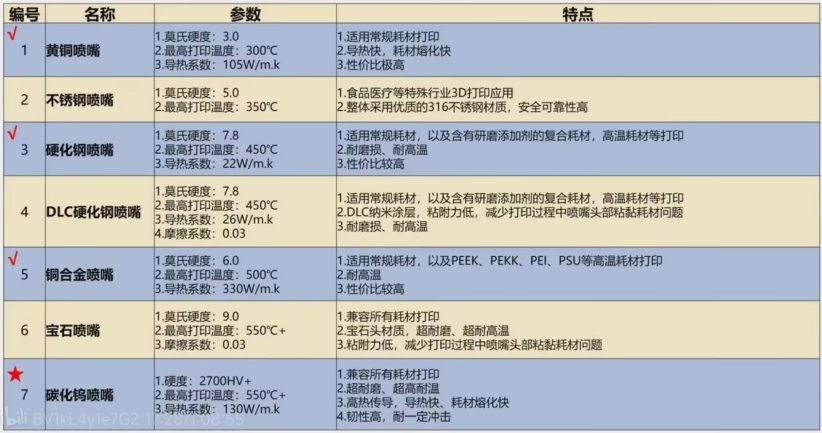 编号 名称 参数 特点
√
1 黄铜喷嘴
1.莫氏硬度：3.0
2.最高打印温度：300℃
3.导热系数：105W/m.k
1.适用常规耗材打印
2.导热快，耗材熔化快
3.性价比极高
2 不锈钢喷嘴
1.莫氏硬度：5.0
2.最高打印温度：350℃
1.食品医疗等特殊行业3D打印应用
2.整体采用优质的316不锈钢材质，安全可靠性高
√
3 硬化钢喷嘴
1.莫氏硬度：7.8
2.最高打印温度：450℃
3.导热系数：22W/m.k
1.适用常规耗材，以及含有研磨添加剂的复合耗材，高温耗材等打印
2.耐磨损、耐高温
3.性价比较高
4 DLC硬化钢喷嘴
1.莫氏硬度：7.8
2.最高打印温度：450℃
3.导热系数：26W/m.k
4.摩擦系数：0.03
1.适用常规耗材，以及含有研磨添加剂的复合耗材，高温耗材等打印
2.DLC纳米涂层，粘附力低，减少打印过程中喷嘴头部粘黏耗材问题
3.耐磨损、耐高温
√
5 铜合金喷嘴
1.莫氏硬度：6.0
2.最高打印温度：500℃
3.导热系数：330W/m.k
1.适用常规耗材，以及PEEK、PEKK、PEI、PSU等高温耗材打印
2.耐高温
3.性价比较高
6 宝石喷嘴
1.莫氏硬度：9.0
2.最高打印温度：550℃+
3.摩擦系数：0.03
1.兼容所有耗材打印
2.宝石头材质，超耐磨、超耐高温
3.粘附力低，减少打印过程中喷嘴头部粘黏耗材问题
★
7 碳化钨喷嘴
1.硬度：2700HV+
2.最高打印温度：550℃+
3.导热系数：130W/m.k
1.兼容所有耗材打印
2.超耐磨、超高耐温
3.高热传导，导热快、耗材熔化快
4.韧性高，耐一定冲击
BV1kL4y1e7G2 17:28/1:08:55